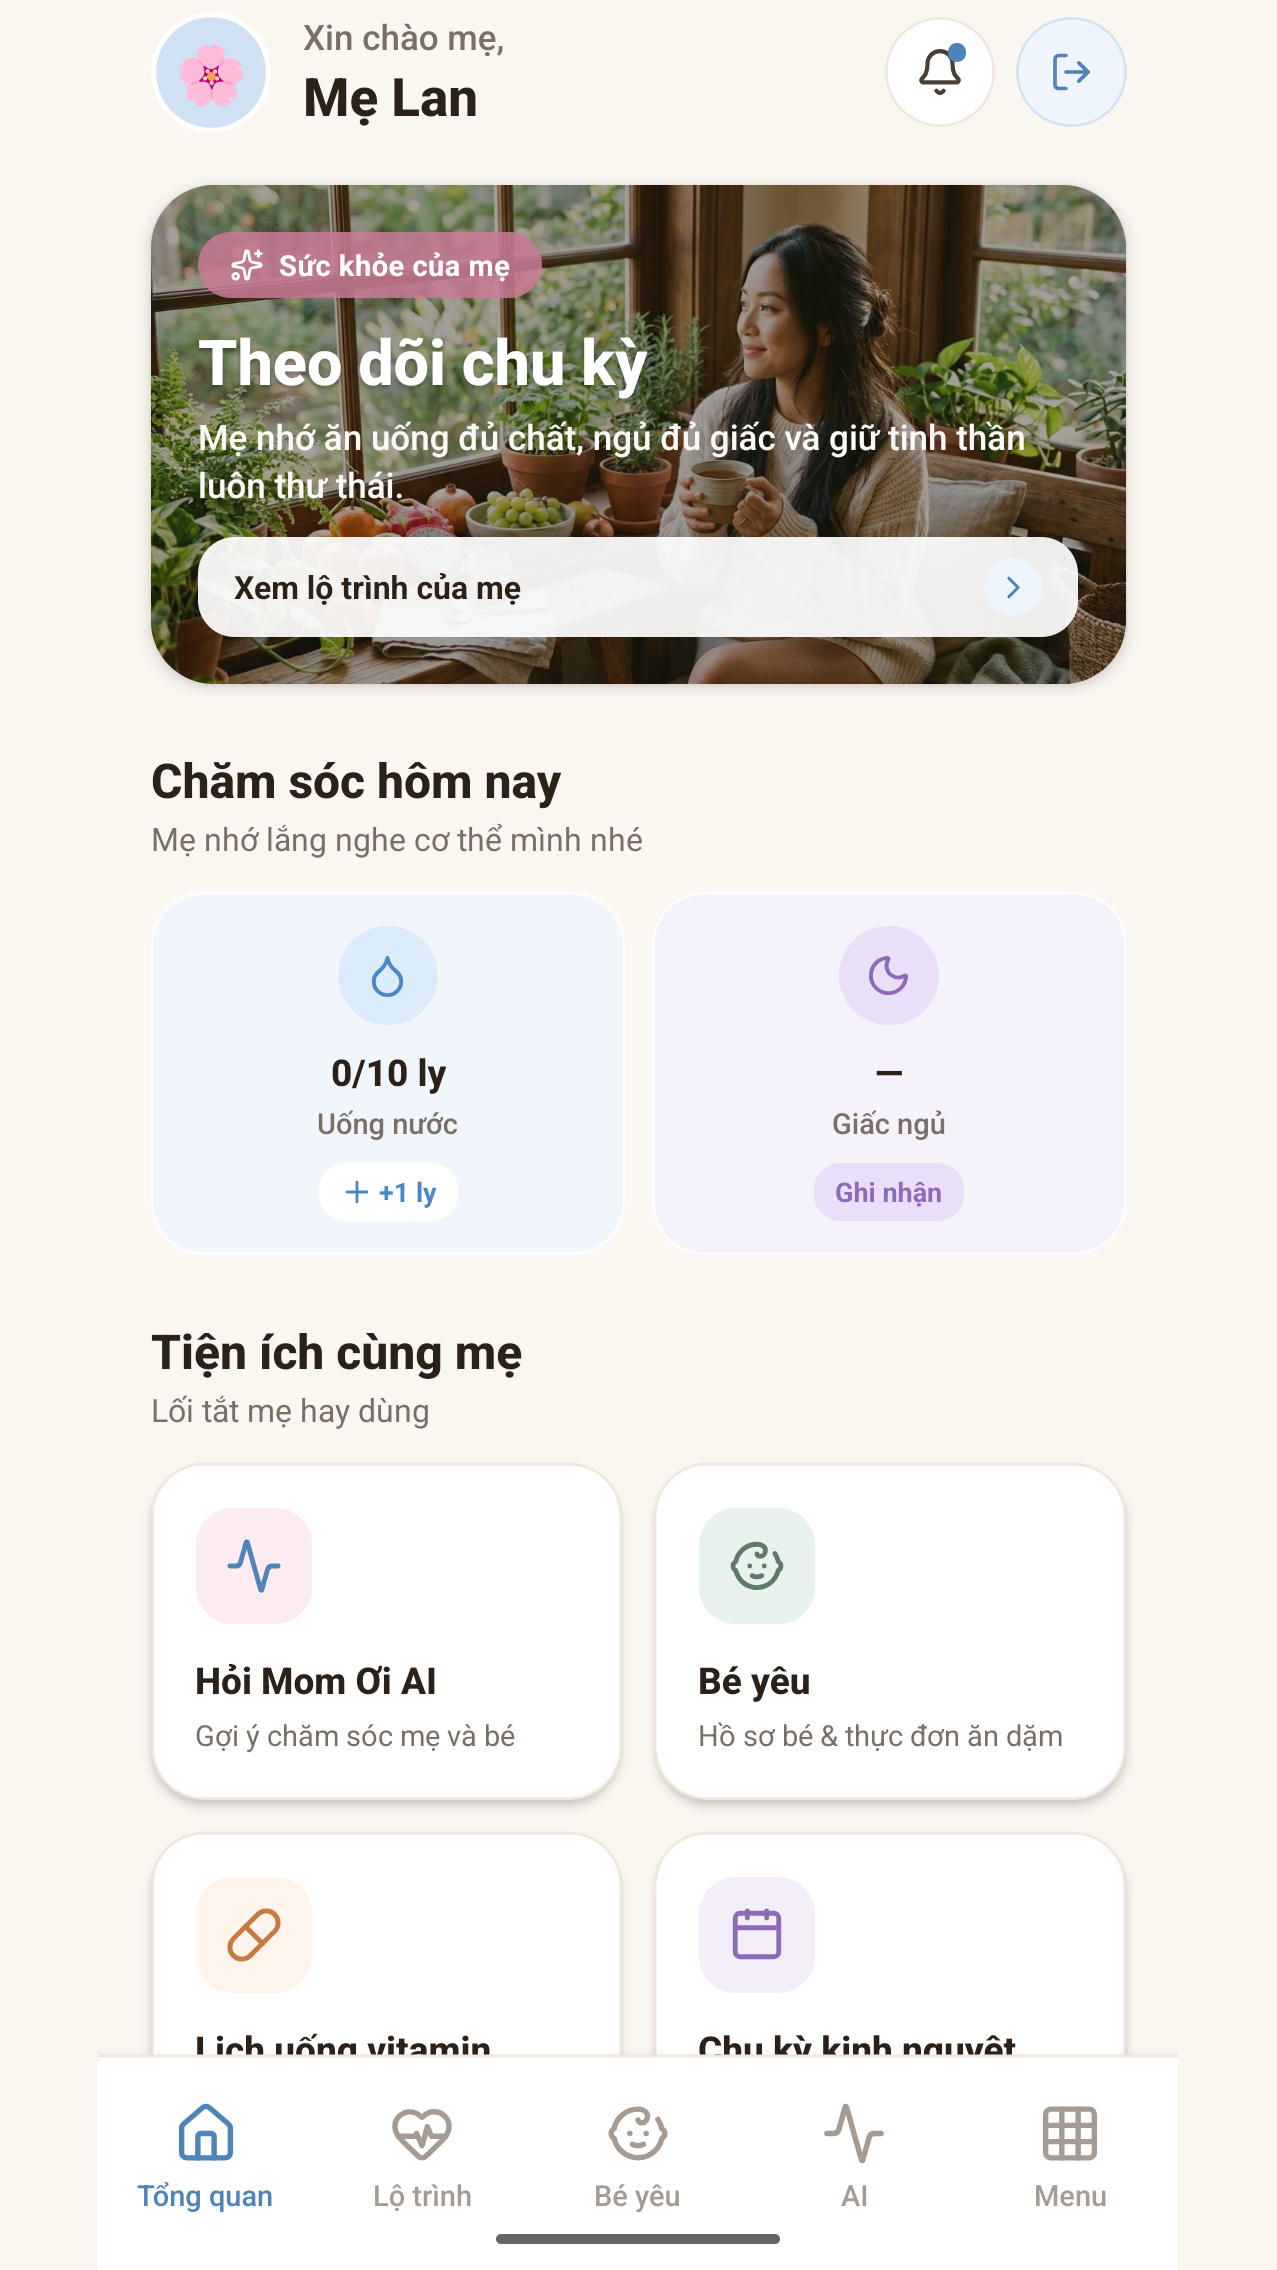 Xin chào mẹ,
Mẹ Lan
Sức khỏe của mẹ
Theo dõi chu kỳ
Mẹ nhớ ăn uống đủ chất, ngủ đủ giấc và giữ tinh thần
luôn thư thái.
Xem lộ trình của mẹ
Chăm sóc hôm nay
Mẹ nhớ lắng nghe cơ thể mình nhé
0/10 ly
Uống nước
+1 ly
–
Giấc ngủ
Ghi nhận
Tiện ích cùng mẹ
Lối tắt mẹ hay dùng
Hỏi Mom Ơi AI
Gợi ý chăm sóc mẹ và bé
Bé yêu
Hồ sơ bé & thực đơn ăn dặm
Lịch uống vitamin
Chu kỳ kinh nguyệt
Tổng quan
Lộ trình
Bé yêu
AI
Menu